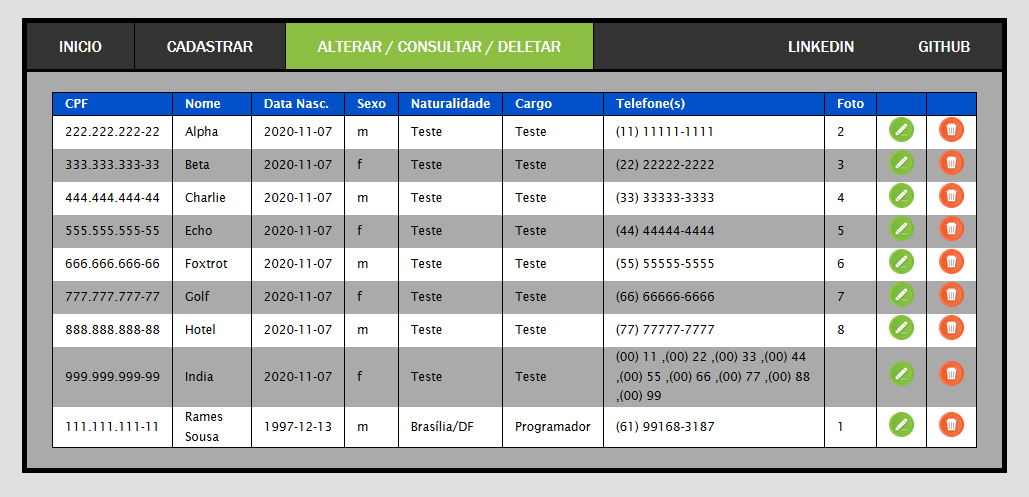 INICIO CADASTRAR ALTERAR / CONSULTAR / DELETAR LINKEDIN GITHUB
CPF Nome Data Nasc. Sexo Naturalidade Cargo Telefone(s) Foto
222.222.222-22 Alpha 2020-11-07 m Teste Teste (11) 11111-1111 2
333.333.333-33 Beta 2020-11-07 f Teste Teste (22) 22222-2222 3
444.444.444-44 Charlie 2020-11-07 m Teste Teste (33) 33333-3333 4
555.555.555-55 Echo 2020-11-07 f Teste Teste (44) 44444-4444 5
666.666.666-66 Foxtrot 2020-11-07 m Teste Teste (55) 55555-5555 6
777.777.777-77 Golf 2020-11-07 f Teste Teste (66) 66666-6666 7
888.888.888-88 Hotel 2020-11-07 m Teste Teste (77) 77777-7777 8
999.999.999-99 India 2020-11-07 f Teste Teste (00) 11 ,(00) 22 ,(00) 33 ,(00) 44
,(00) 55 ,(00) 66 ,(00) 77 ,(00) 88
,(00) 99
111.111.111-11 Rames
Sousa 1997-12-13 m Brasília/DF Programador (61) 99168-3187 1